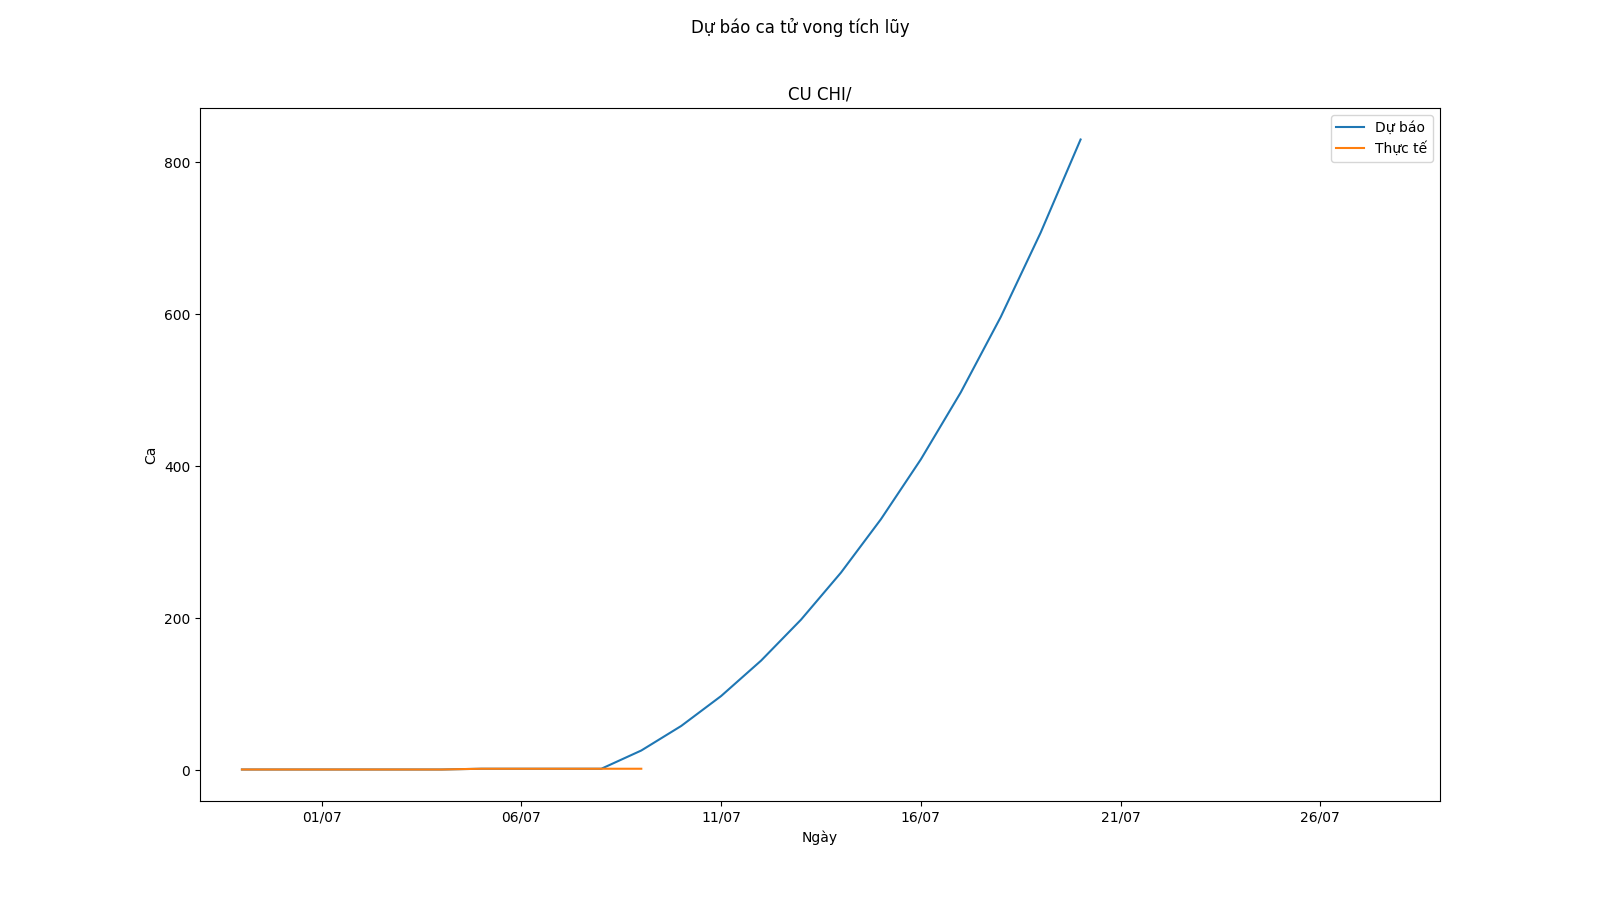 Dự báo ca tử vong tích lũy
CU CHI/
Dự báo
Thực tế
800
600
400
200
0
Ca
01/07
06/07
11/07
16/07
21/07
26/07
Ngày